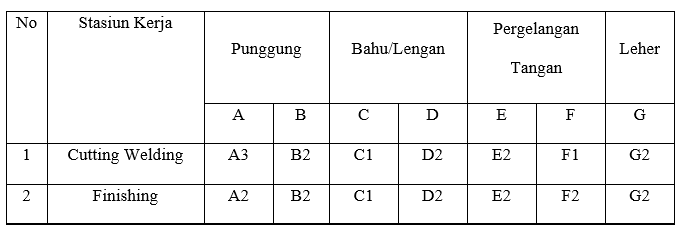 No Stasiun Kerja Punggung Bahu/Lengan Pergelangan Tangan Leher
A B C D E F G
1 Cutting Welding A3 B2 C1 D2 E2 F1 G2
2 Finishing A2 B2 C1 D2 E2 F2 G2